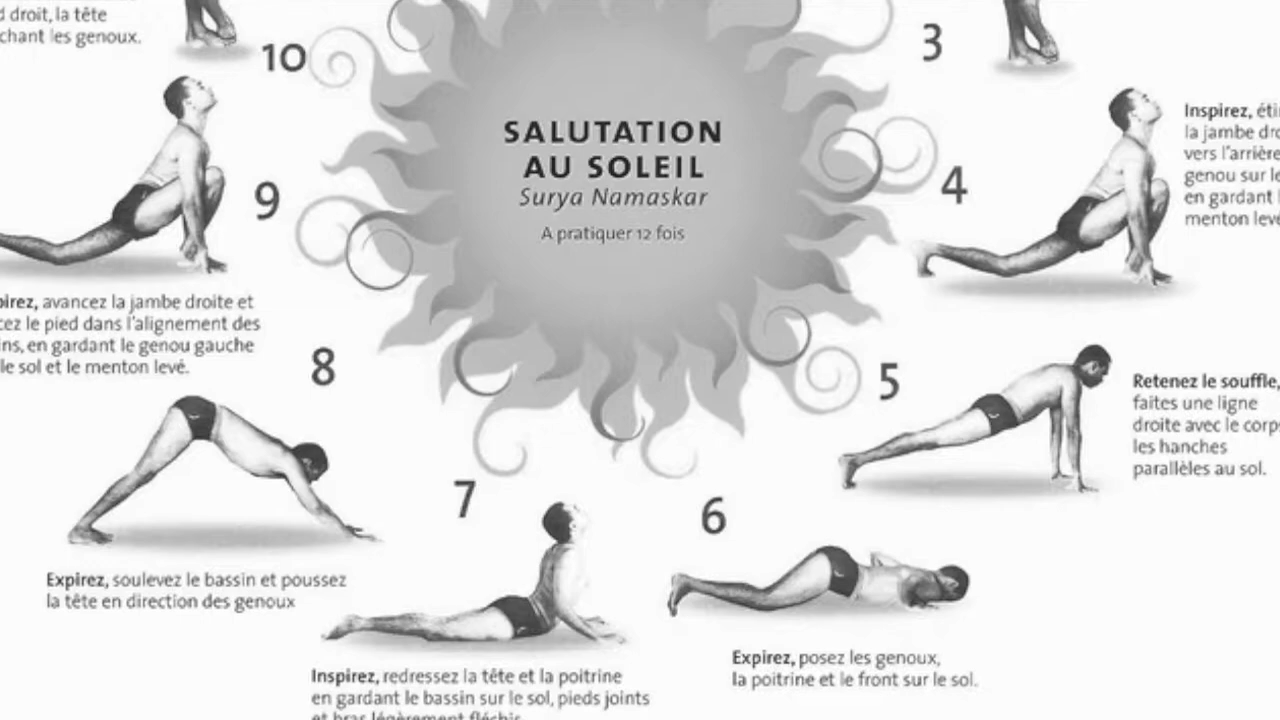 droit, la tête
chant les genoux.
10
3
SALUTATION
AU SOLEIL
Surya Namaskar
A pratiquer 12 fois
9
4
Inspirez,
la jambe
vers l'arrière
genou sur
en gardant
menton
avancez la jambe droite et
le pied dans l'alignement des
en gardant le genou gauche
le sol et le menton levé.
8
5
Retenez le souffle,
faites une ligne
droite avec le corps
les hanches
parallèles au sol.
7
6
Expirez, soulevez le bassin et poussez
la tête en direction des genoux
Inspirez, redressez la tête et la poitrine
en gardant le bassin sur le sol, pieds joints
et bras légèrement fléchis
Expirez, posez les genoux,
la poitrine et le front sur le sol.